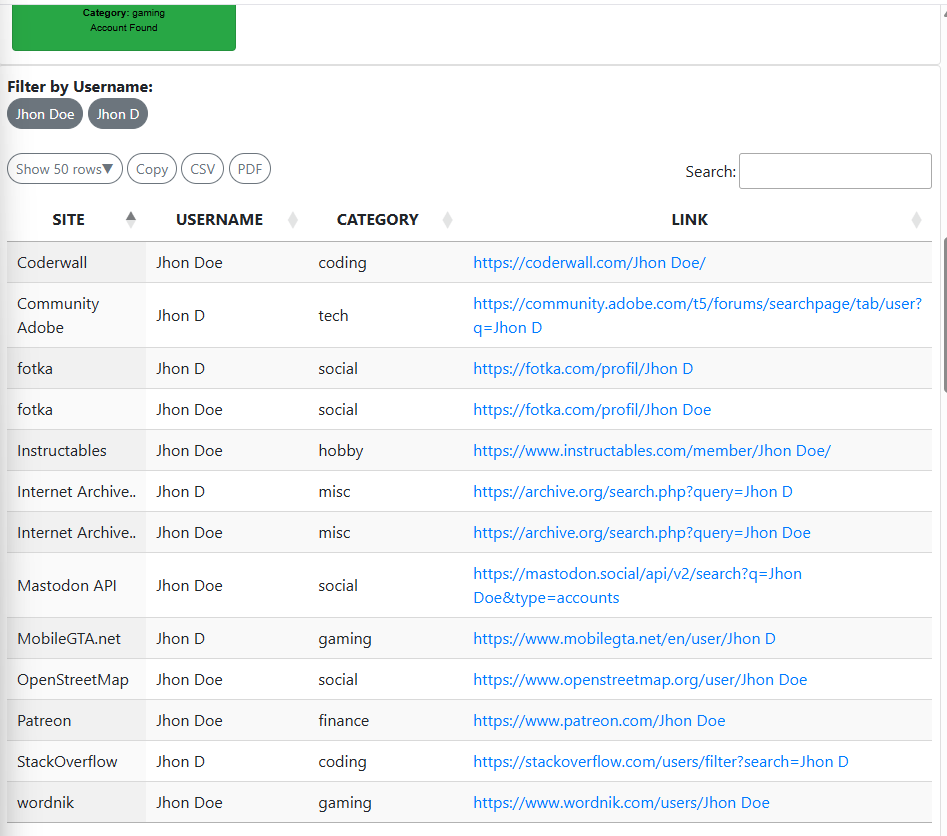 Category: gaming
Account Found
Filter by Username:
Jhon Doe Jhon D
Show 50 rows▼ Copy CSV PDF Search:
SITE USERNAME CATEGORY LINK
Coderwall Jhon Doe coding https://coderwall.com/Jhon Doe/
Community Adobe Jhon D tech https://community.adobe.com/t5/forums/searchpage/tab/user?q=Jhon D
fotka Jhon D social https://fotka.com/profil/Jhon D
fotka Jhon Doe social https://fotka.com/profil/Jhon Doe
Instructables Jhon Doe hobby https://www.instructables.com/member/Jhon Doe/
Internet Archive.. Jhon D misc https://archive.org/search.php?query=Jhon D
Internet Archive.. Jhon Doe misc https://archive.org/search.php?query=Jhon Doe
Mastodon API Jhon Doe social https://mastodon.social/api/v2/search?q=Jhon Doe&type=accounts
MobileGTA.net Jhon D gaming https://www.mobilegta.net/en/user/Jhon D
OpenStreetMap Jhon Doe social https://www.openstreetmap.org/user/Jhon Doe
Patreon Jhon Doe finance https://www.patreon.com/Jhon Doe
StackOverflow Jhon D coding https://stackoverflow.com/users/filter?search=Jhon D
wordnik Jhon Doe gaming https://www.wordnik.com/users/Jhon Doe